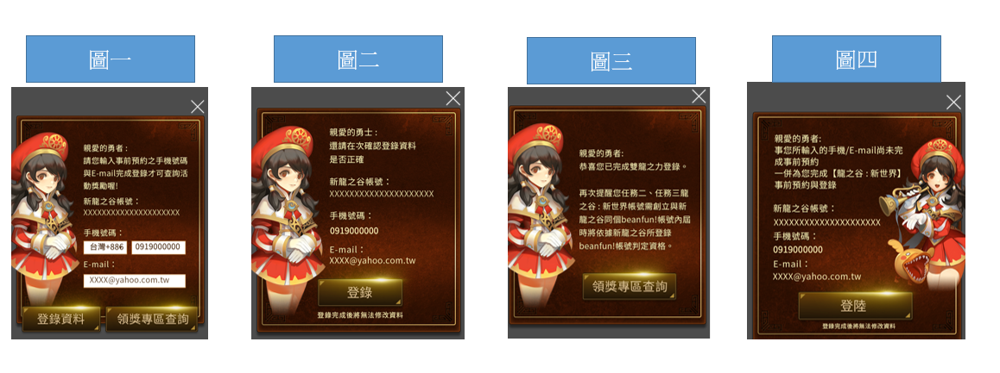 圖一
親愛的勇者：
請您輸入事前預約之手機號碼
與E-mail完成登錄才可查詢活
動獎勵喔!
新龍之谷帳號：
XXXXXXXXXXXXXXXXXXXXX
手機號碼：
台灣+886 0919000000
E-mail：
XXXX@yahoo.com.tw
登錄資料 領獎專區查詢
圖二
親愛的勇士：
還請在次確認登錄資料
是否正確
新龍之谷帳號：
XXXXXXXXXXXXXXXXXXXXX
手機號碼：
0919000000
E-mail：
XXXX@yahoo.com.tw
登錄
登錄完成後將無法修改資料
圖三
親愛的勇者：
恭喜您已完成雙龍之力登錄。
再次提醒您任務二、任務三龍
之谷：新世界帳號需創立與新
龍之谷同個beanfun!帳號內屆
時將依據新龍之谷所登錄
beanfun!帳號判定資格。
領獎專區查詢
圖四
親愛的勇者:
事您所輸入的手機/E-mail尚未完
成事前預約
一併為您完成【龍之谷：新世界】
事前預約與登錄
新龍之谷帳號：
XXXXXXXXXXXXXXXXXXXXX
手機號碼：
0919000000
E-mail：
XXXX@yahoo.com.tw
登陸
登錄完成後將無法修改資料